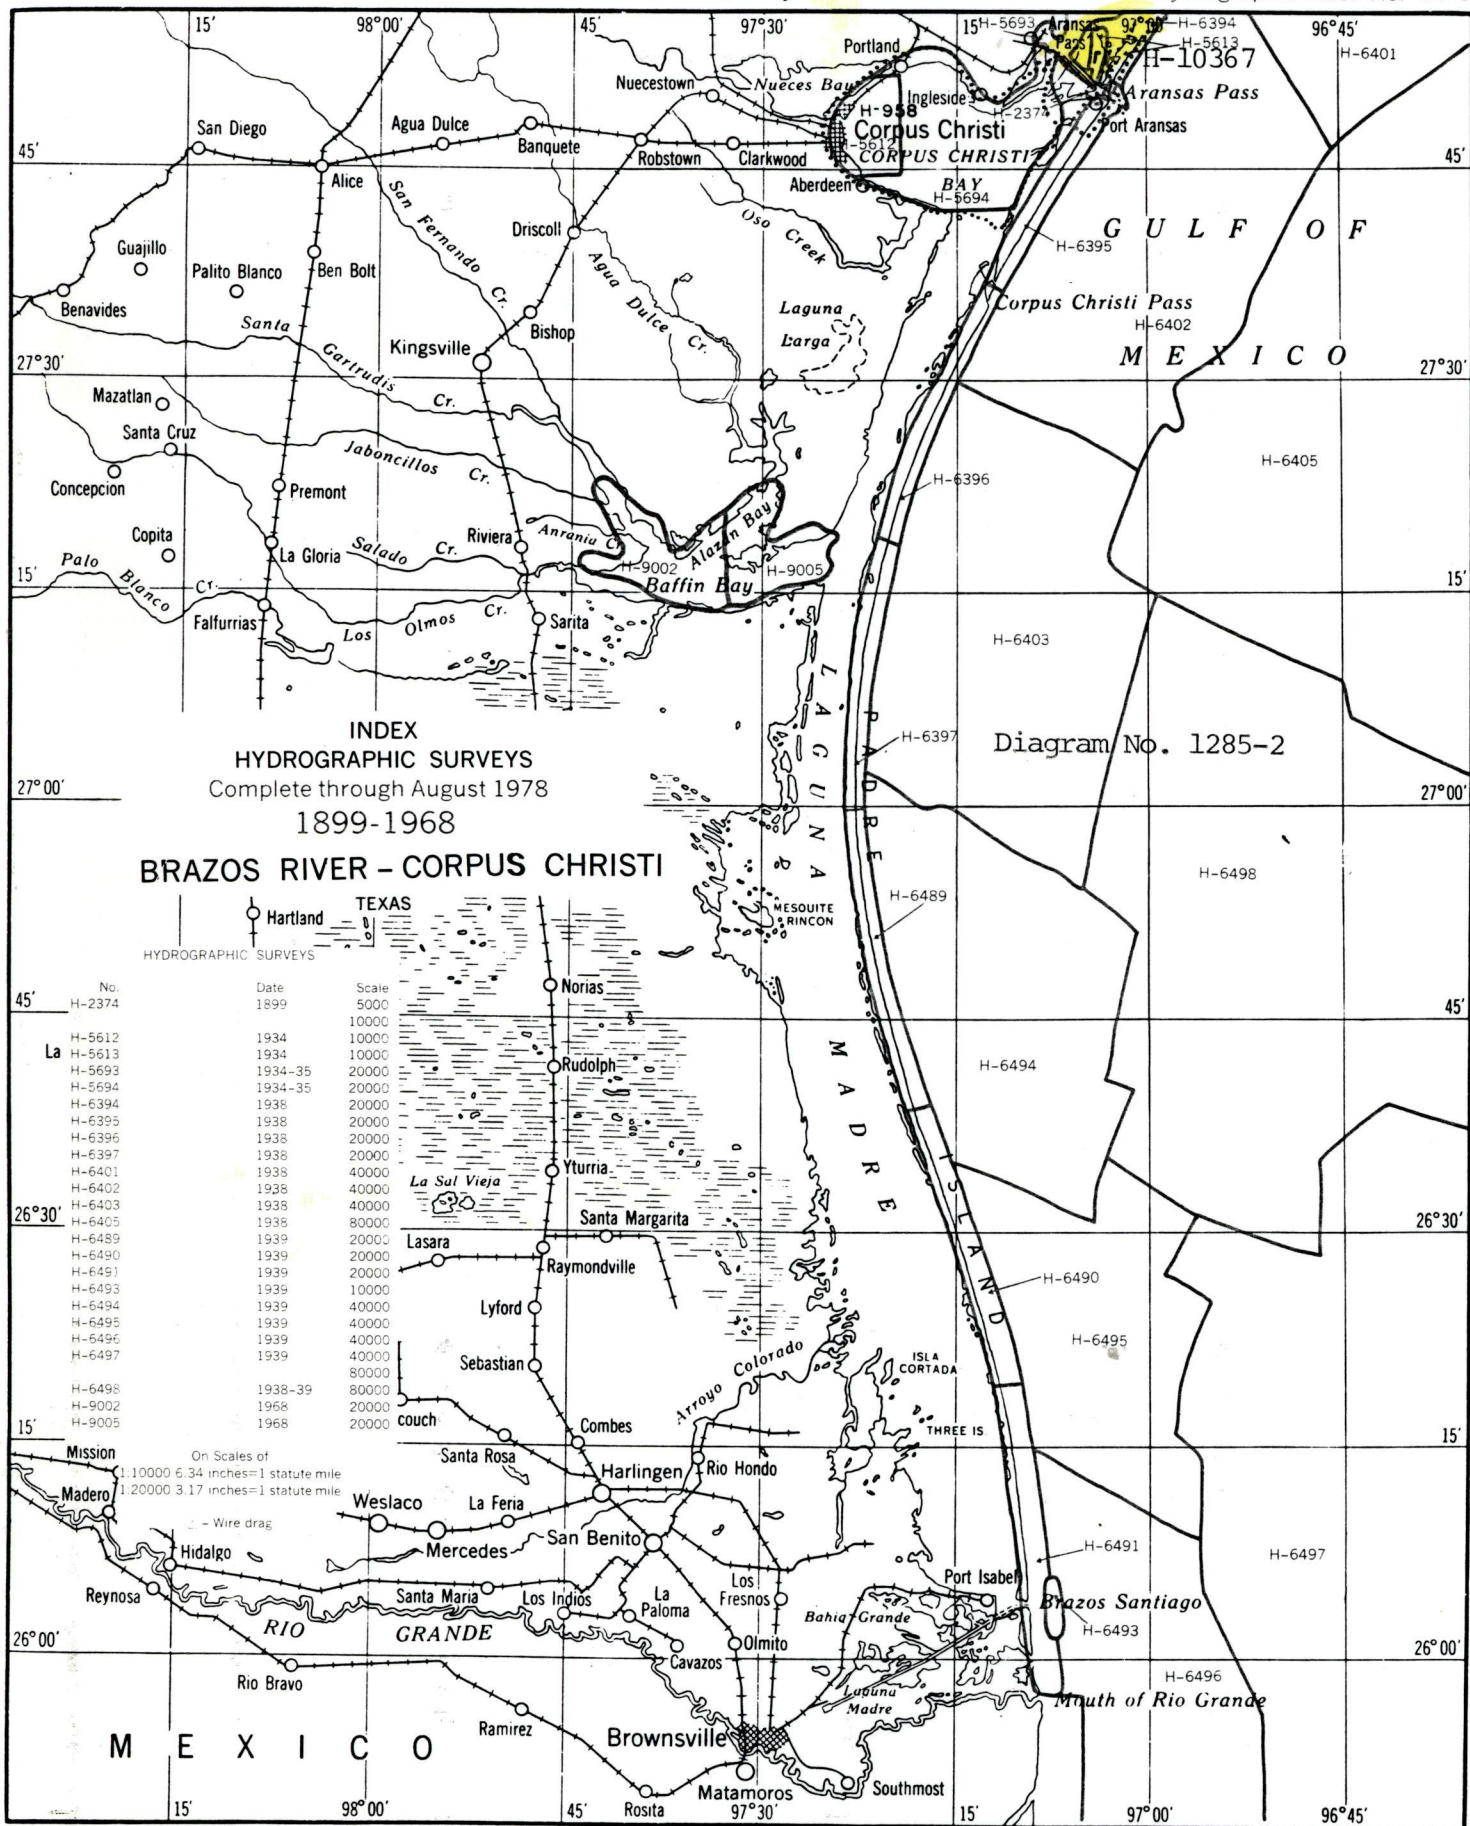 15' 98°00' 45' 97°30' 15' 97°00' 96°45'
H-5693 Aransas Pass H-6394
H-5613
H-6401
H-10367
Portland
Nuecestown Nueces Bay
Ingleside H-2374 Aransas Pass
H-958
Port Aransas
Corpus Christi
H-5612
CORPUS CHRISTI
BAY
H-5694
San Diego Agua Dulce
Banquete Robstown Clarkwood
45' Alice 45'
Aberdeen
San Fernando Cr.
Driscoll
Oso Creek
GULF OF
H-6395
Guajillo
Palito Blanco Ben Bolt
Agua Dulce Cr.
Benavides
Laguna
Larga
Corpus Christi Pass
H-6402
Santa Gartrudis Cr.
Bishop
Kingsville
MEXICO
27°30' 27°30'
Mazatlan
Santa Cruz
Jaboncillos Cr.
H-6405
Concepcion Premont
H-6396
Copita
La Gloria
Riviera Anrania Cr.
Alazan Bay
Salado Cr.
H-9002 H-9005
Baffin Bay
15' 15'
Palo Blanco Cr.
Falfurrias Los Olmos Cr. Sarita
H-6403
LAGUNA
PADRE
INDEX
HYDROGRAPHIC SURVEYS
Complete through August 1978
1899-1968
H-6397 Diagram No. 1285-2
27°00' 27°00'
BRAZOS RIVER – CORPUS CHRISTI
TEXAS
H-6498
H-6489
Hartland
MESQUITE
RINCON
HYDROGRAPHIC SURVEYS
No. Date Scale
H-2374 1899 5000
10000
H-5612 1934 10000
H-5613 1934 10000
H-5693 1934-35 20000
H-5694 1934-35 20000
H-6394 1938 20000
H-6395 1938 20000
H-6396 1938 20000
H-6397 1938 20000
H-6401 1938 40000
H-6402 1938 40000
H-6403 1938 40000
H-6405 1938 80000
H-6489 1939 20000
H-6490 1939 20000
H-6491 1939 20000
H-6493 1939 10000
H-6494 1939 40000
H-6495 1939 40000
H-6496 1939 40000
H-6497 1939 40000
80000
H-6498 1938-39 80000
H-9002 1968 20000
H-9005 1968 20000
On Scales of
1:10000 6.34 inches=1 statute mile
1:20000 3.17 inches=1 statute mile
- Wire drag
45' Norias 45'
La
Rudolph
MADRE
H-6494
Yturria
La Sal Vieja
26°30' 26°30'
Santa Margarita
Lasara
Raymondville
ISLAND
H-6490
Lyford
H-6495
Sebastian
Arroyo Colorado
ISLA
CORTADA
couch Combes
THREE IS.
15' 15'
Santa Rosa
Mission
Harlingen Rio Hondo
Madero
Weslaco La Feria
Mercedes San Benito
H-6491
H-6497
Hidalgo
Reynosa Santa Maria Los Indios La
Paloma Los
Fresnos
Port Isabel
Brazos Santiago
RIO GRANDE
Bahia Grande
H-6493
26°00' Olmito 26°00'
Cavazos
Rio Bravo
H-6496
Laguna
Madre
Mouth of Rio Grande
Ramirez
MEXICO
Brownsville
Matamoros Southmost
Rosita
15' 98°00' 45' 97°30' 15' 97°00' 96°45'